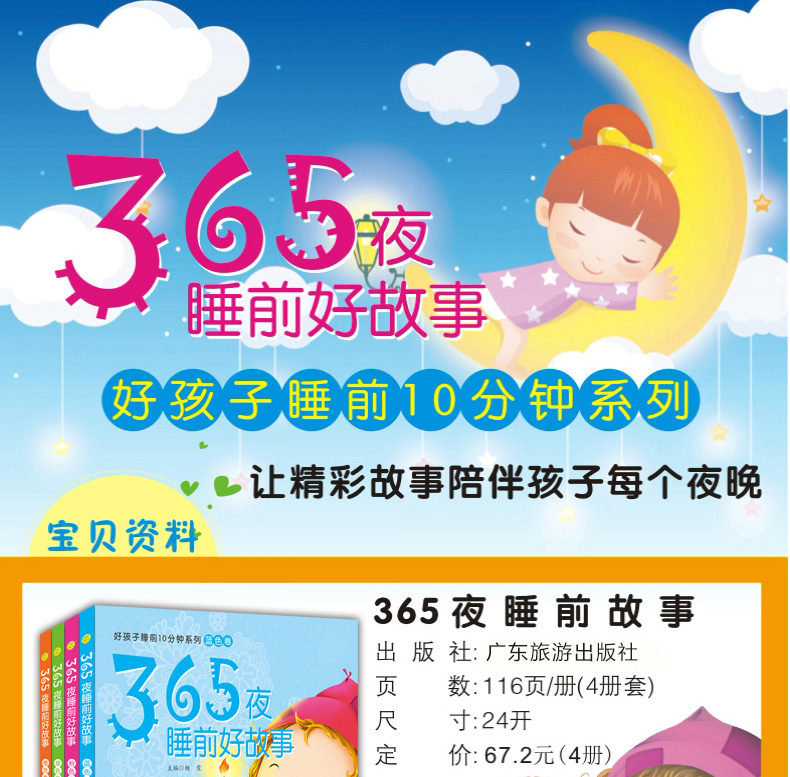 365夜
睡前好故事
好孩子睡前10分钟系列
让精彩故事陪伴孩子每个夜晚
宝贝资料
365夜睡前故事
出版社:广东旅游出版社
页数:116页/册(4册套)
尺寸:24开
定价:67.2元(4册)
好孩子睡前10分钟系列 蓝色卷
365夜
睡前好故事
365夜睡前好故事
365夜睡前好故事
365夜睡前好故事
365夜睡前好故事